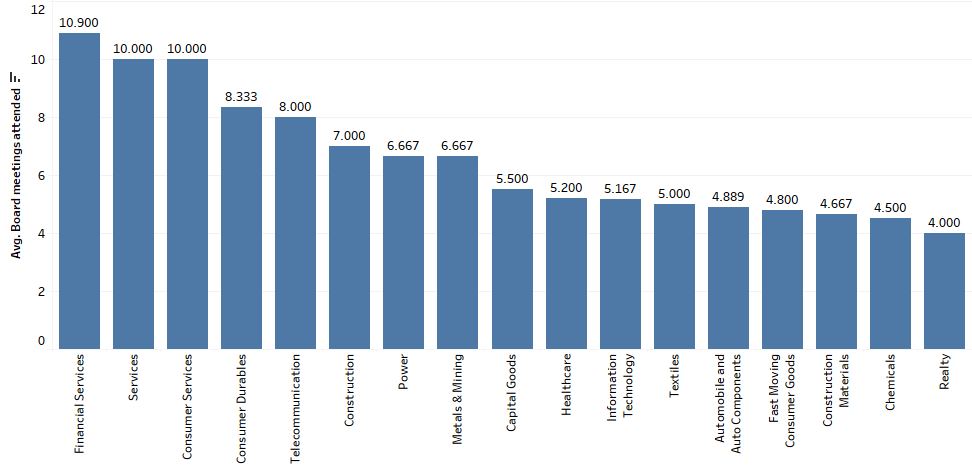 12
10
8
6
4
2
0
Avg. Board meetings attended
10.900
10.000
10.000
8.333
8.000
7.000
6.667
6.667
5.500
5.200
5.167
5.000
4.889
4.800
4.667
4.500
4.000
Financial Services
Services
Consumer Services
Consumer Durables
Telecommunication
Construction
Power
Metals & Mining
Capital Goods
Healthcare
Information
Technology
Textiles
Automobile and
Auto Components
Fast Moving
Consumer Goods
Construction
Materials
Chemicals
Realty